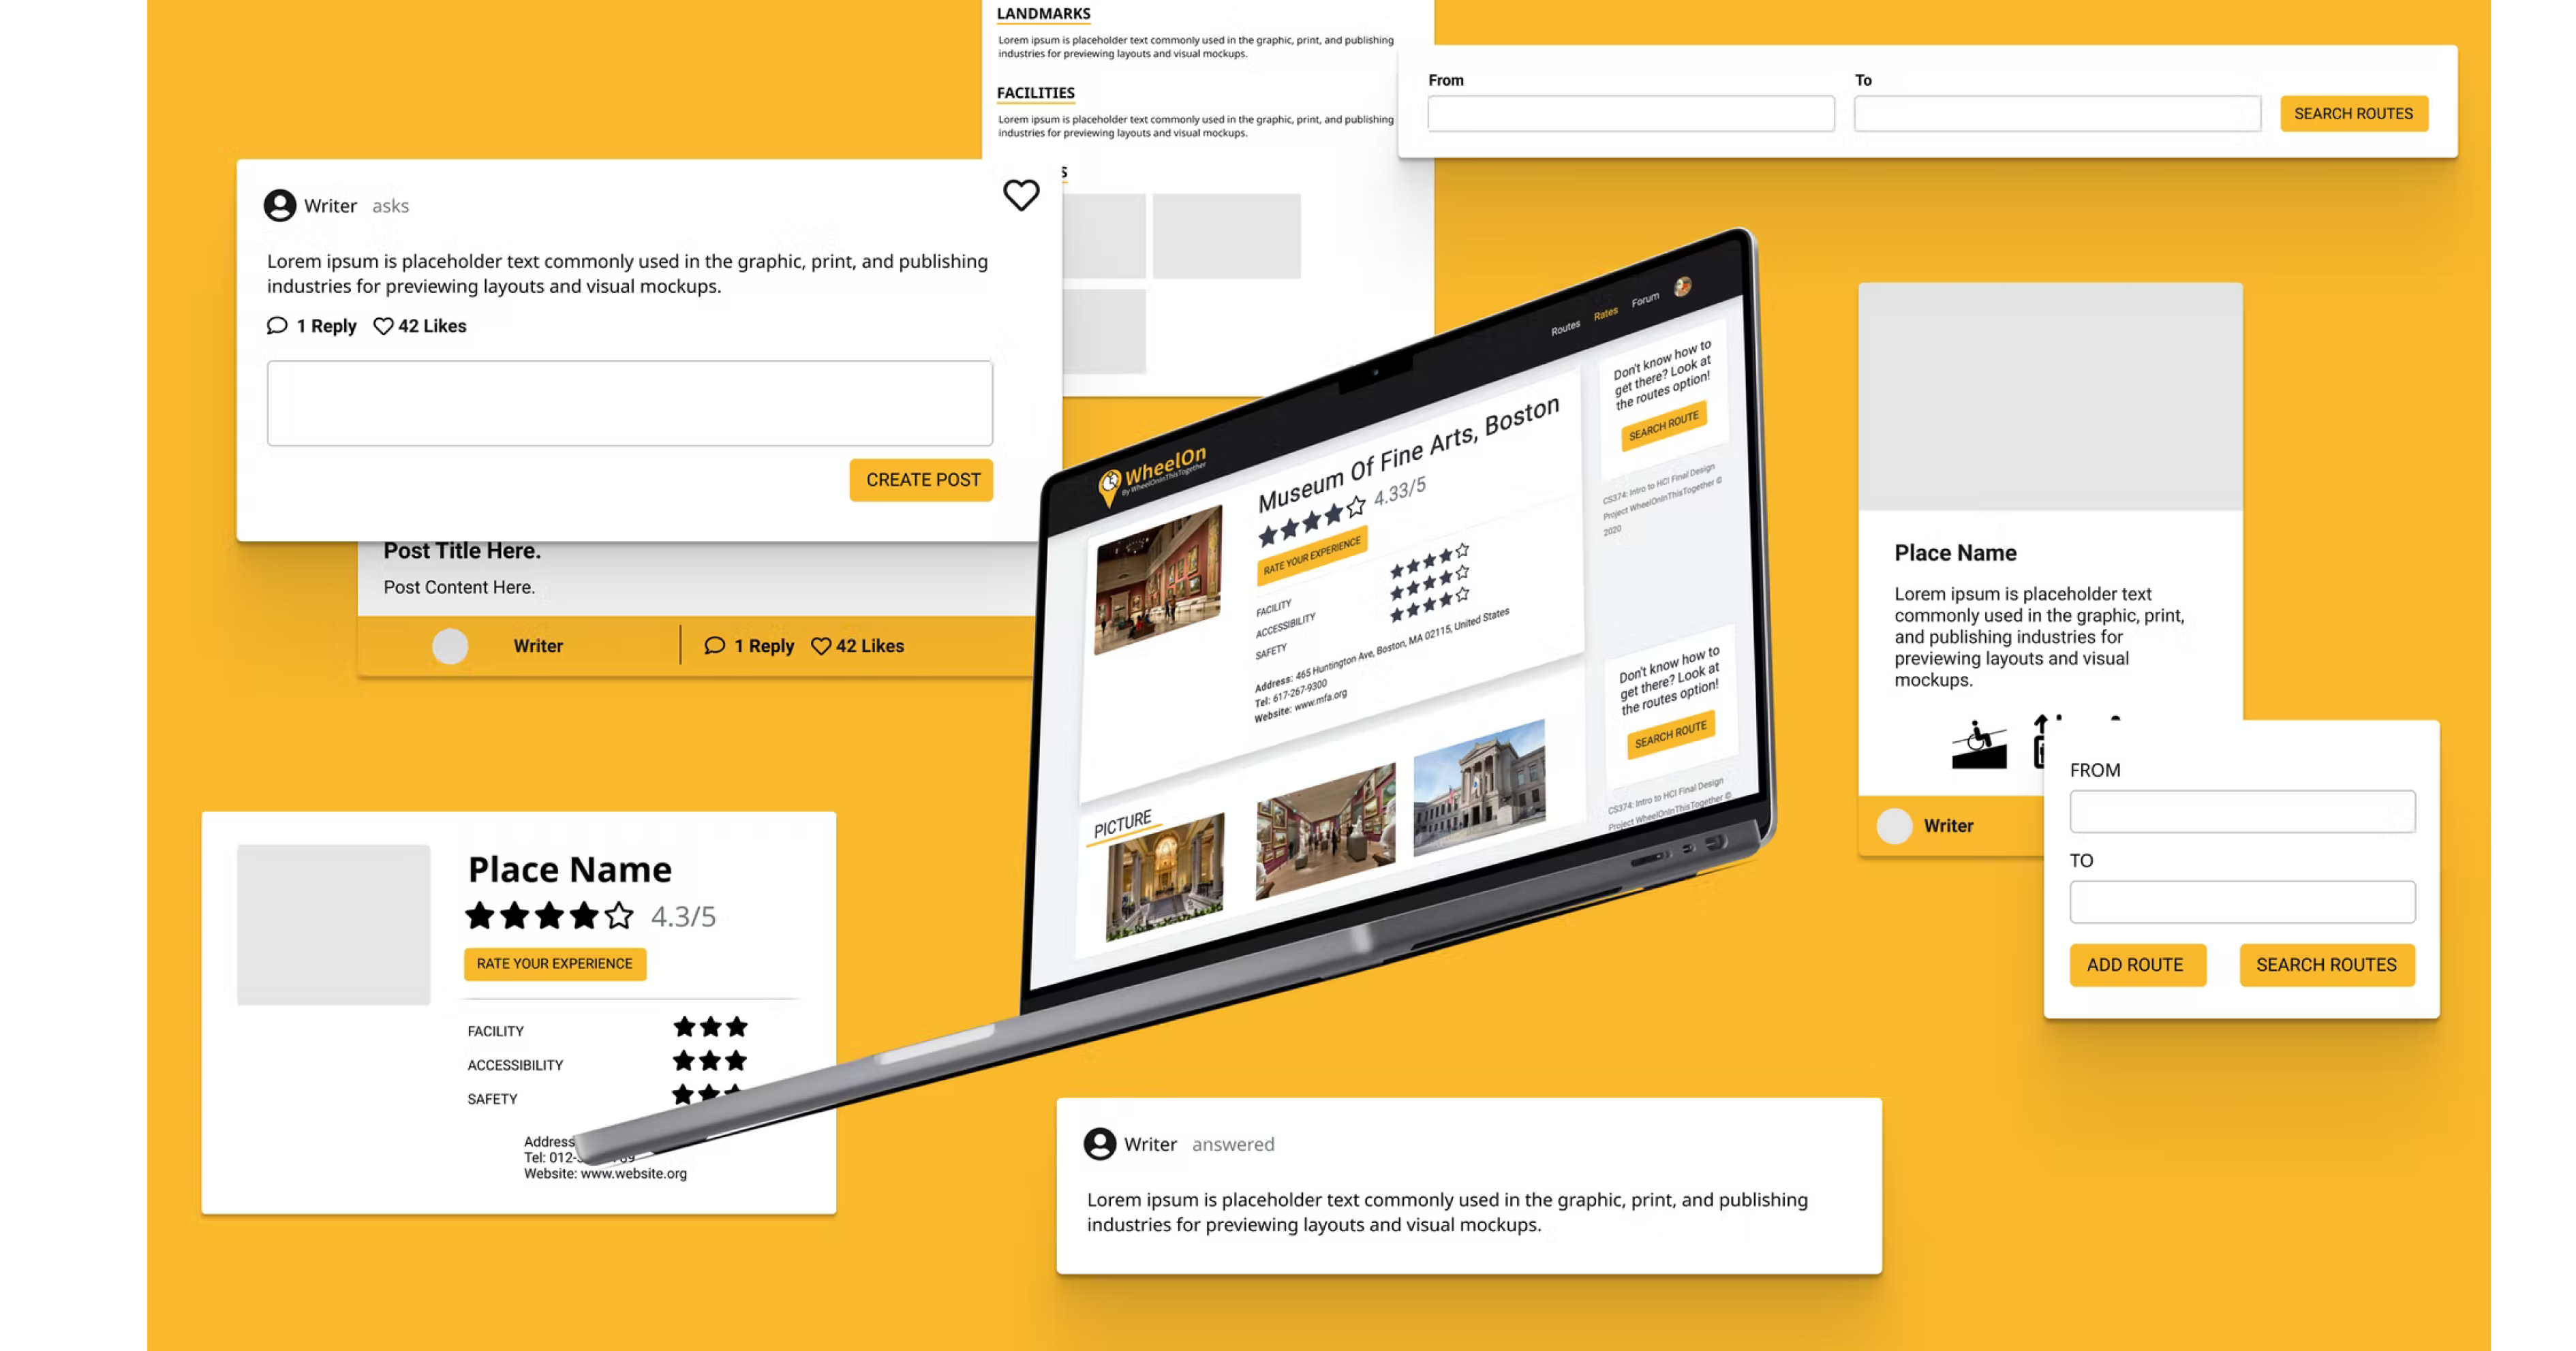 LANDMARKS
Lorem ipsum is placeholder text commonly used in the graphic, print, and publishing
industries for previewing layouts and visual mockups.
FACILITIES
Lorem ipsum is placeholder text commonly used in the graphic, print, and publishing
industries for previewing layouts and visual mockups.
S
From
To
SEARCH ROUTES
Writer asks
Lorem ipsum is placeholder text commonly used in the graphic, print, and publishing
industries for previewing layouts and visual mockups.
1 Reply 42 Likes
CREATE POST
Post Title Here.
Post Content Here.
Writer
1 Reply 42 Likes
Routes Rates Forum
WheelOn
By WheelOnInThisTogether
Museum Of Fine Arts, Boston
4.33/5
RATE YOUR EXPERIENCE
FACILITY
ACCESSIBILITY
SAFETY
Address: 465 Huntington Ave, Boston, MA 02115, United States
Tel: 617-267-9300
Website: www.mfa.org
PICTURE
Don't know how to
get there? Look at
the routes option!
SEARCH ROUTE
CS374: Intro to HCI Final Design
Project WheelOnInThisTogether ©
2020
Don't know how to
get there? Look at
the routes option!
SEARCH ROUTE
CS374: Intro to HCI Final Design
Project WheelOnInThisTogether ©
Place Name
Lorem ipsum is placeholder text
commonly used in the graphic, print,
and publishing industries for
previewing layouts and visual
mockups.
Writer
FROM
TO
ADD ROUTE
SEARCH ROUTES
Place Name
4.3/5
RATE YOUR EXPERIENCE
FACILITY
ACCESSIBILITY
SAFETY
Address
Tel: 012-
Website: www.website.org
Writer answered
Lorem ipsum is placeholder text commonly used in the graphic, print, and publishing
industries for previewing layouts and visual mockups.